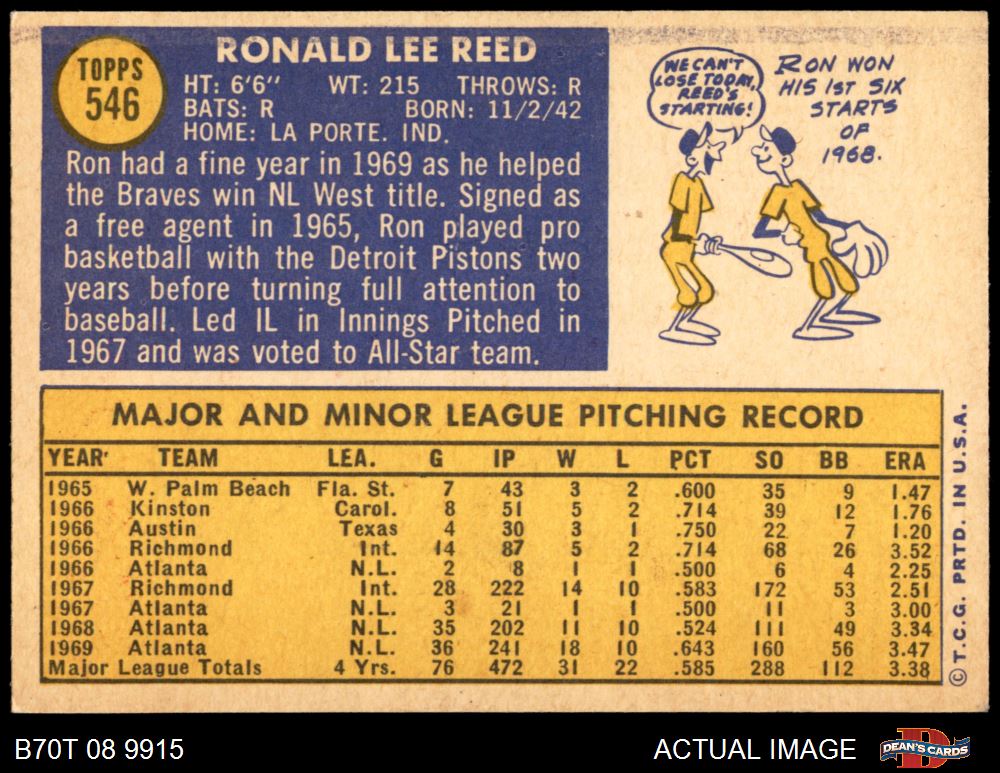 TOPPS
546
RONALD LEE REED
HT: 6'6" WT: 215 THROWS: R
BATS: R BORN: 11/2/42
HOME: LA PORTE. IND.
Ron had a fine year in 1969 as he helped
the Braves win NL West title. Signed as
a free agent in 1965, Ron played pro
basketball with the Detroit Pistons two
years before turning full attention to
baseball. Led IL in Innings Pitched in
1967 and was voted to All-Star team.
WE CAN'T
LOSE TODAY,
REED'S
STARTING!
RON WON
HIS 1ST SIX
STARTS
OF
1968.
MAJOR AND MINOR LEAGUE PITCHING RECORD
YEAR TEAM LEA. G IP W L PCT SO BB ERA
1965 W. Palm Beach Fla. St. 7 43 3 2 .600 35 9 1.47
1966 Kinston Carol. 8 51 5 2 .714 39 12 1.76
1966 Austin Texas 4 30 3 1 .750 22 7 1.20
1966 Richmond Int. 14 87 5 2 .714 68 26 3.52
1966 Atlanta N.L. 2 8 1 1 .500 6 4 2.25
1967 Richmond Int. 28 222 14 10 .583 172 53 2.51
1967 Atlanta N.L. 3 21 1 1 .500 11 3 3.00
1968 Atlanta N.L. 35 202 11 10 .524 111 49 3.34
1969 Atlanta N.L. 36 241 18 10 .643 160 56 3.47
Major League Totals 4 Yrs. 76 472 31 22 .585 288 112 3.38
© T.C.G. PRTD. IN U.S.A.
B70T 08 9915
ACTUAL IMAGE
DEAN'S CARDS